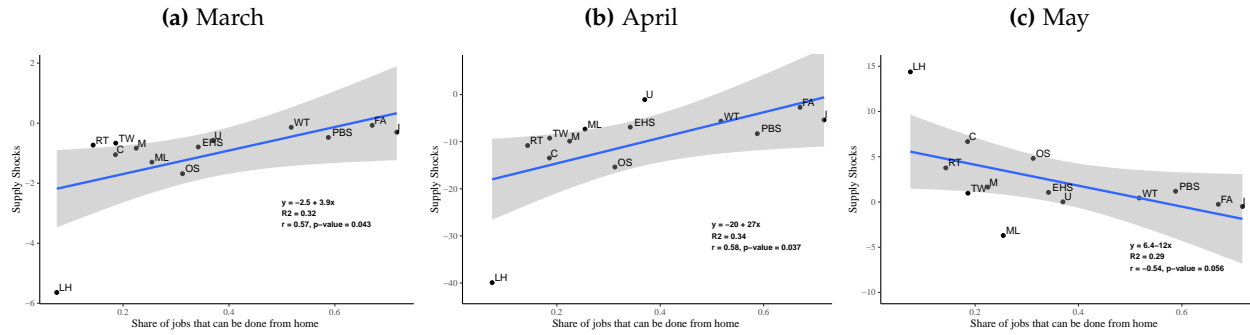 (a) March
2
0
−2
−4
−6
Supply Shocks
RT
TW
C
M
ML
OS
EHS
U
WT
PBS
FA
I
LH
y = −2.5 + 3.9x
R2 = 0.32
r = 0.57, p−value = 0.043
0.2
0.4
0.6
Share of jobs that can be done from home
(b) April
0
−10
−20
−30
−40
Supply Shocks
RT
TW
C
M
ML
OS
EHS
U
WT
PBS
FA
I
LH
y = −20 + 27x
R2 = 0.34
r = 0.58, p−value = 0.037
0.2
0.4
0.6
Share of jobs that can be done from home
(c) May
15
10
5
0
−5
−10
Supply Shocks
LH
C
RT
TW
M
OS
EHS
U
ML
WT
PBS
FA
I
y = 6.4−12x
R2 = 0.29
r = −0.54, p−value = 0.056
0.2
0.4
0.6
Share of jobs that can be done from home